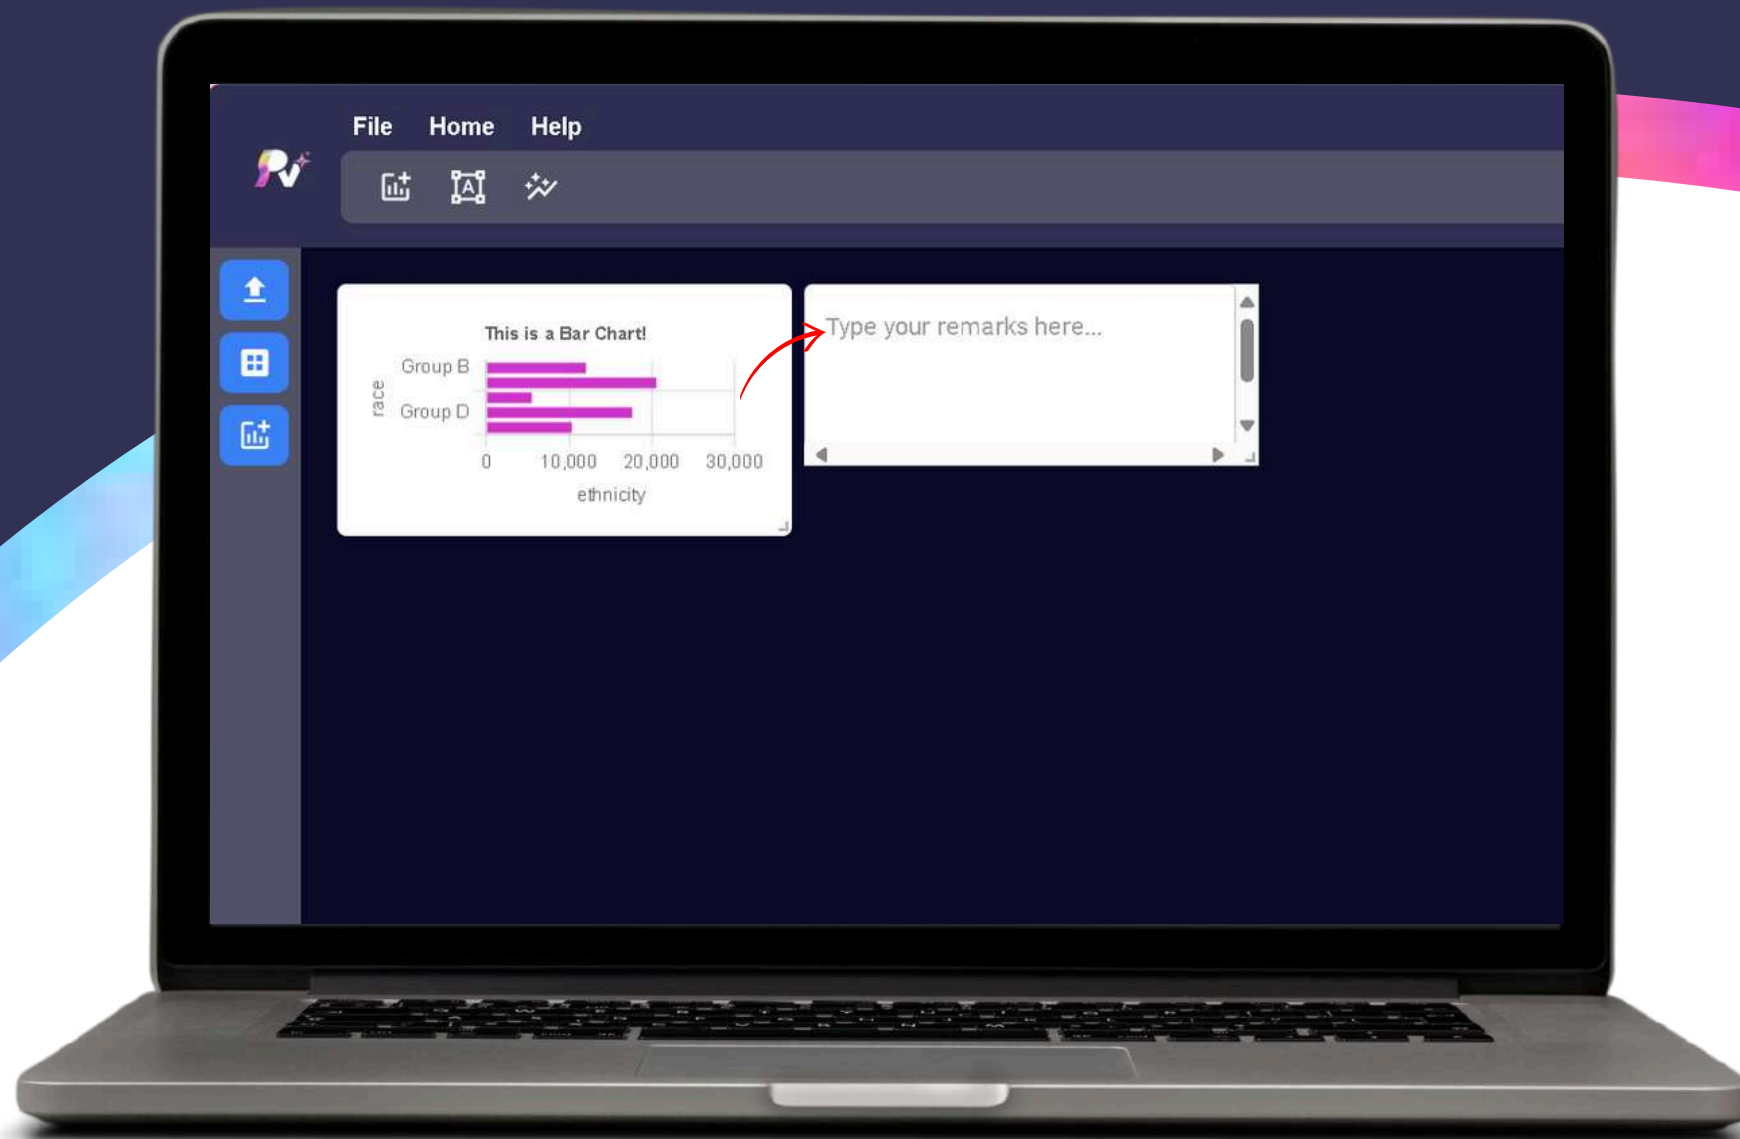 File Home Help
PV
A
This is a Bar Chart!
Group B
Group D
race
0 10,000 20,000 30,000
ethnicity
Type your remarks here...